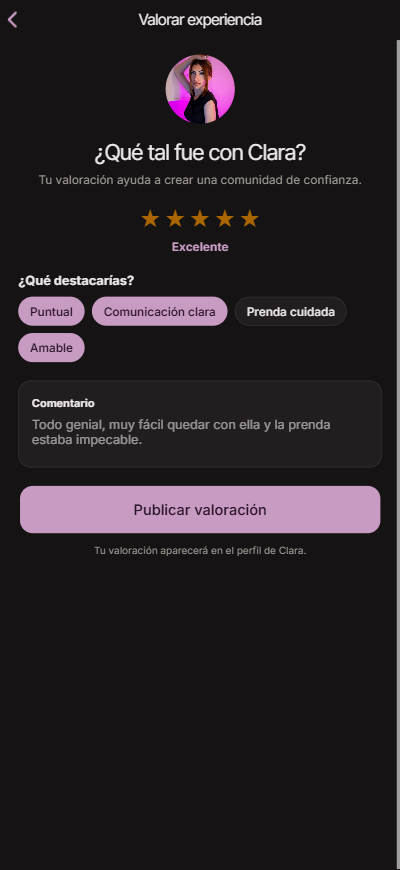 Valorar experiencia
¿Qué tal fue con Clara?
Tu valoración ayuda a crear una comunidad de confianza.
Excelente
¿Qué destacarías?
Puntual Comunicación clara Prenda cuidada
Amable
Comentario
Todo genial, muy fácil quedar con ella y la prenda
estaba impecable.
Publicar valoración
Tu valoración aparecerá en el perfil de Clara.